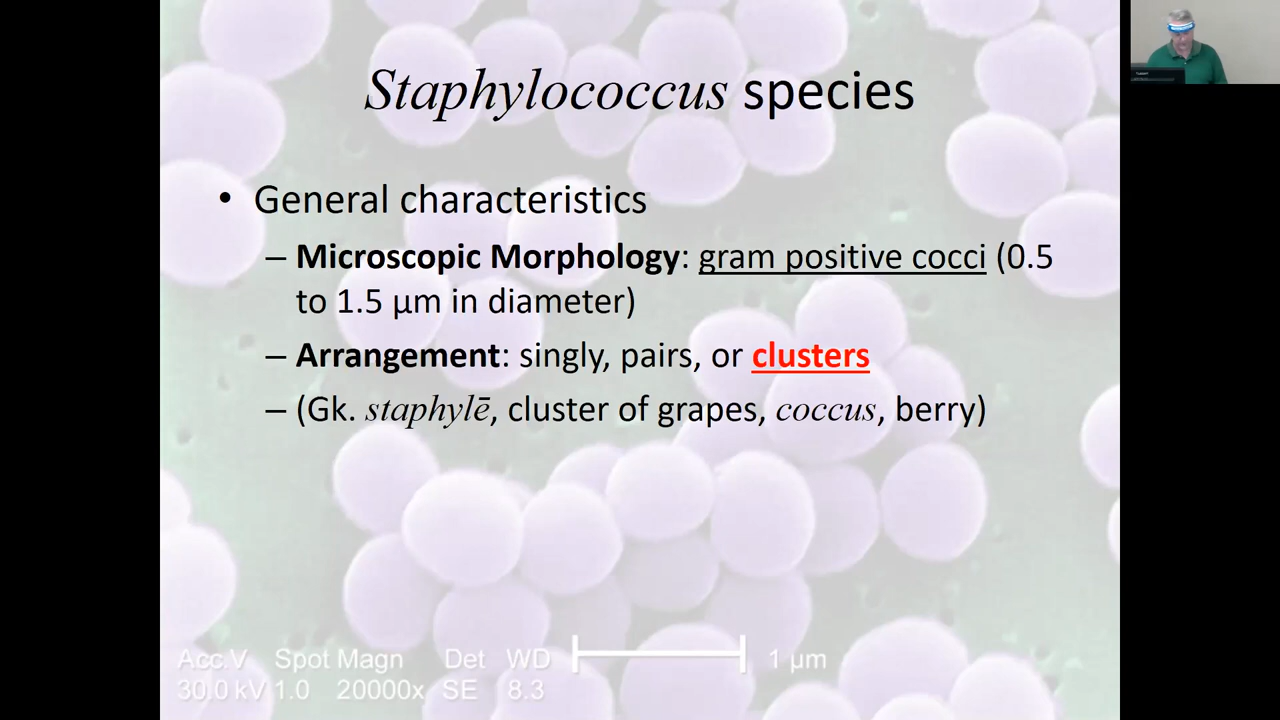 Staphylococcus species
• General characteristics
– Microscopic Morphology: gram positive cocci (0.5
to 1.5 μm in diameter)
– Arrangement: singly, pairs, or clusters
– (Gk. staphylē, cluster of grapes, coccus, berry)
Acc.V Spot Magn Det WD 1 μm
30.0 kV 1.0 20000x SE 8.3